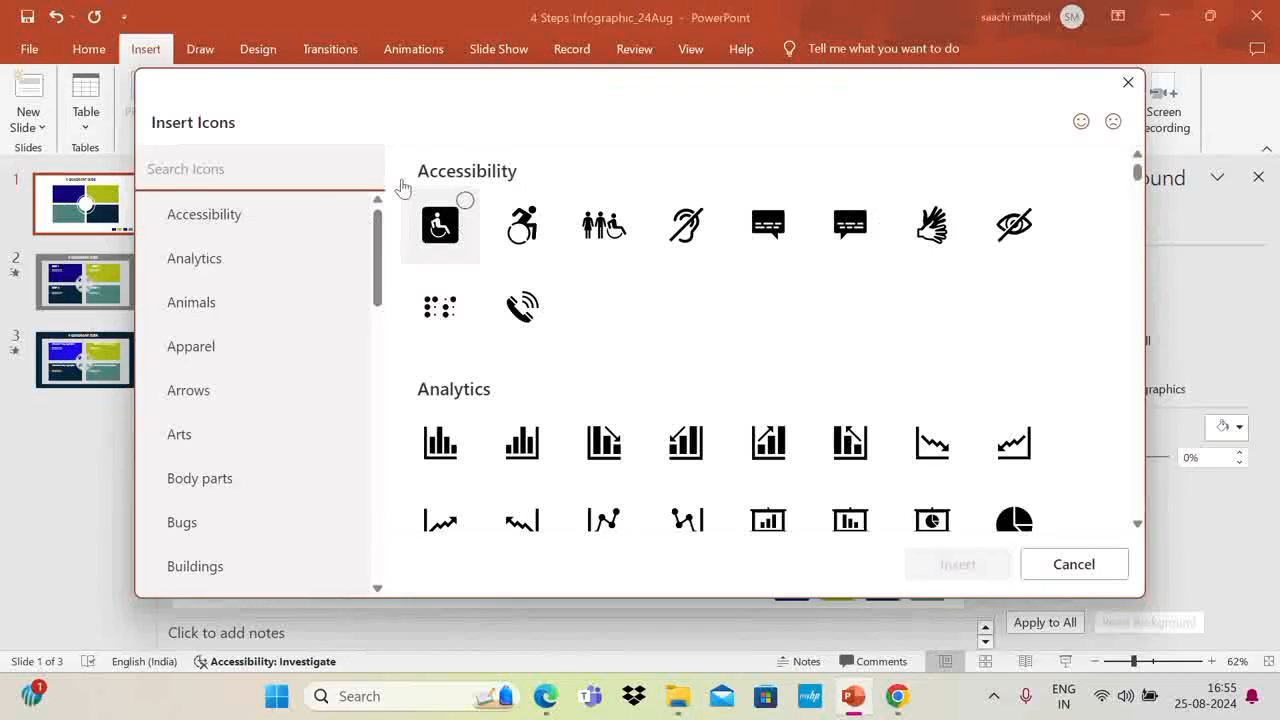 4 Steps Infographic_24Aug - PowerPoint
saachi mathpal SM
File Home Insert Draw Design Transitions Animations Slide Show Record Review View Help Tell me what you want to do
New
Slide
Slides
Table
Tables
Screen
Recording
Insert Icons
Search Icons
Accessibility
Analytics
Animals
Apparel
Arrows
Arts
Body parts
Bugs
Buildings
Accessibility
Analytics
Insert Cancel
1
2
3
ound
graphics
0%
Apply to All
Click to add notes
Slide 1 of 3 English (India) Accessibility: Investigate Notes Comments 62%
1 Search ENG
IN
16:55
25-08-2024